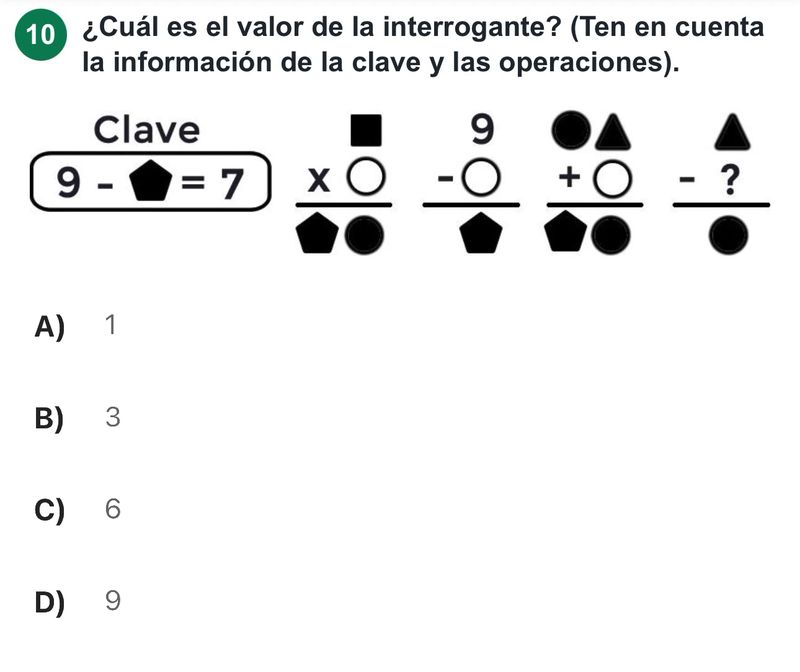 10 ¿Cuál es el valor de la interrogante? (Ten en cuenta
la información de la clave y las operaciones).
Clave
9 - ⬟ = 7
■
x ○
⬟●
9
- ○
⬟
●▲
+ ○
⬟●
▲
- ?
●
A) 1
B) 3
C) 6
D) 9